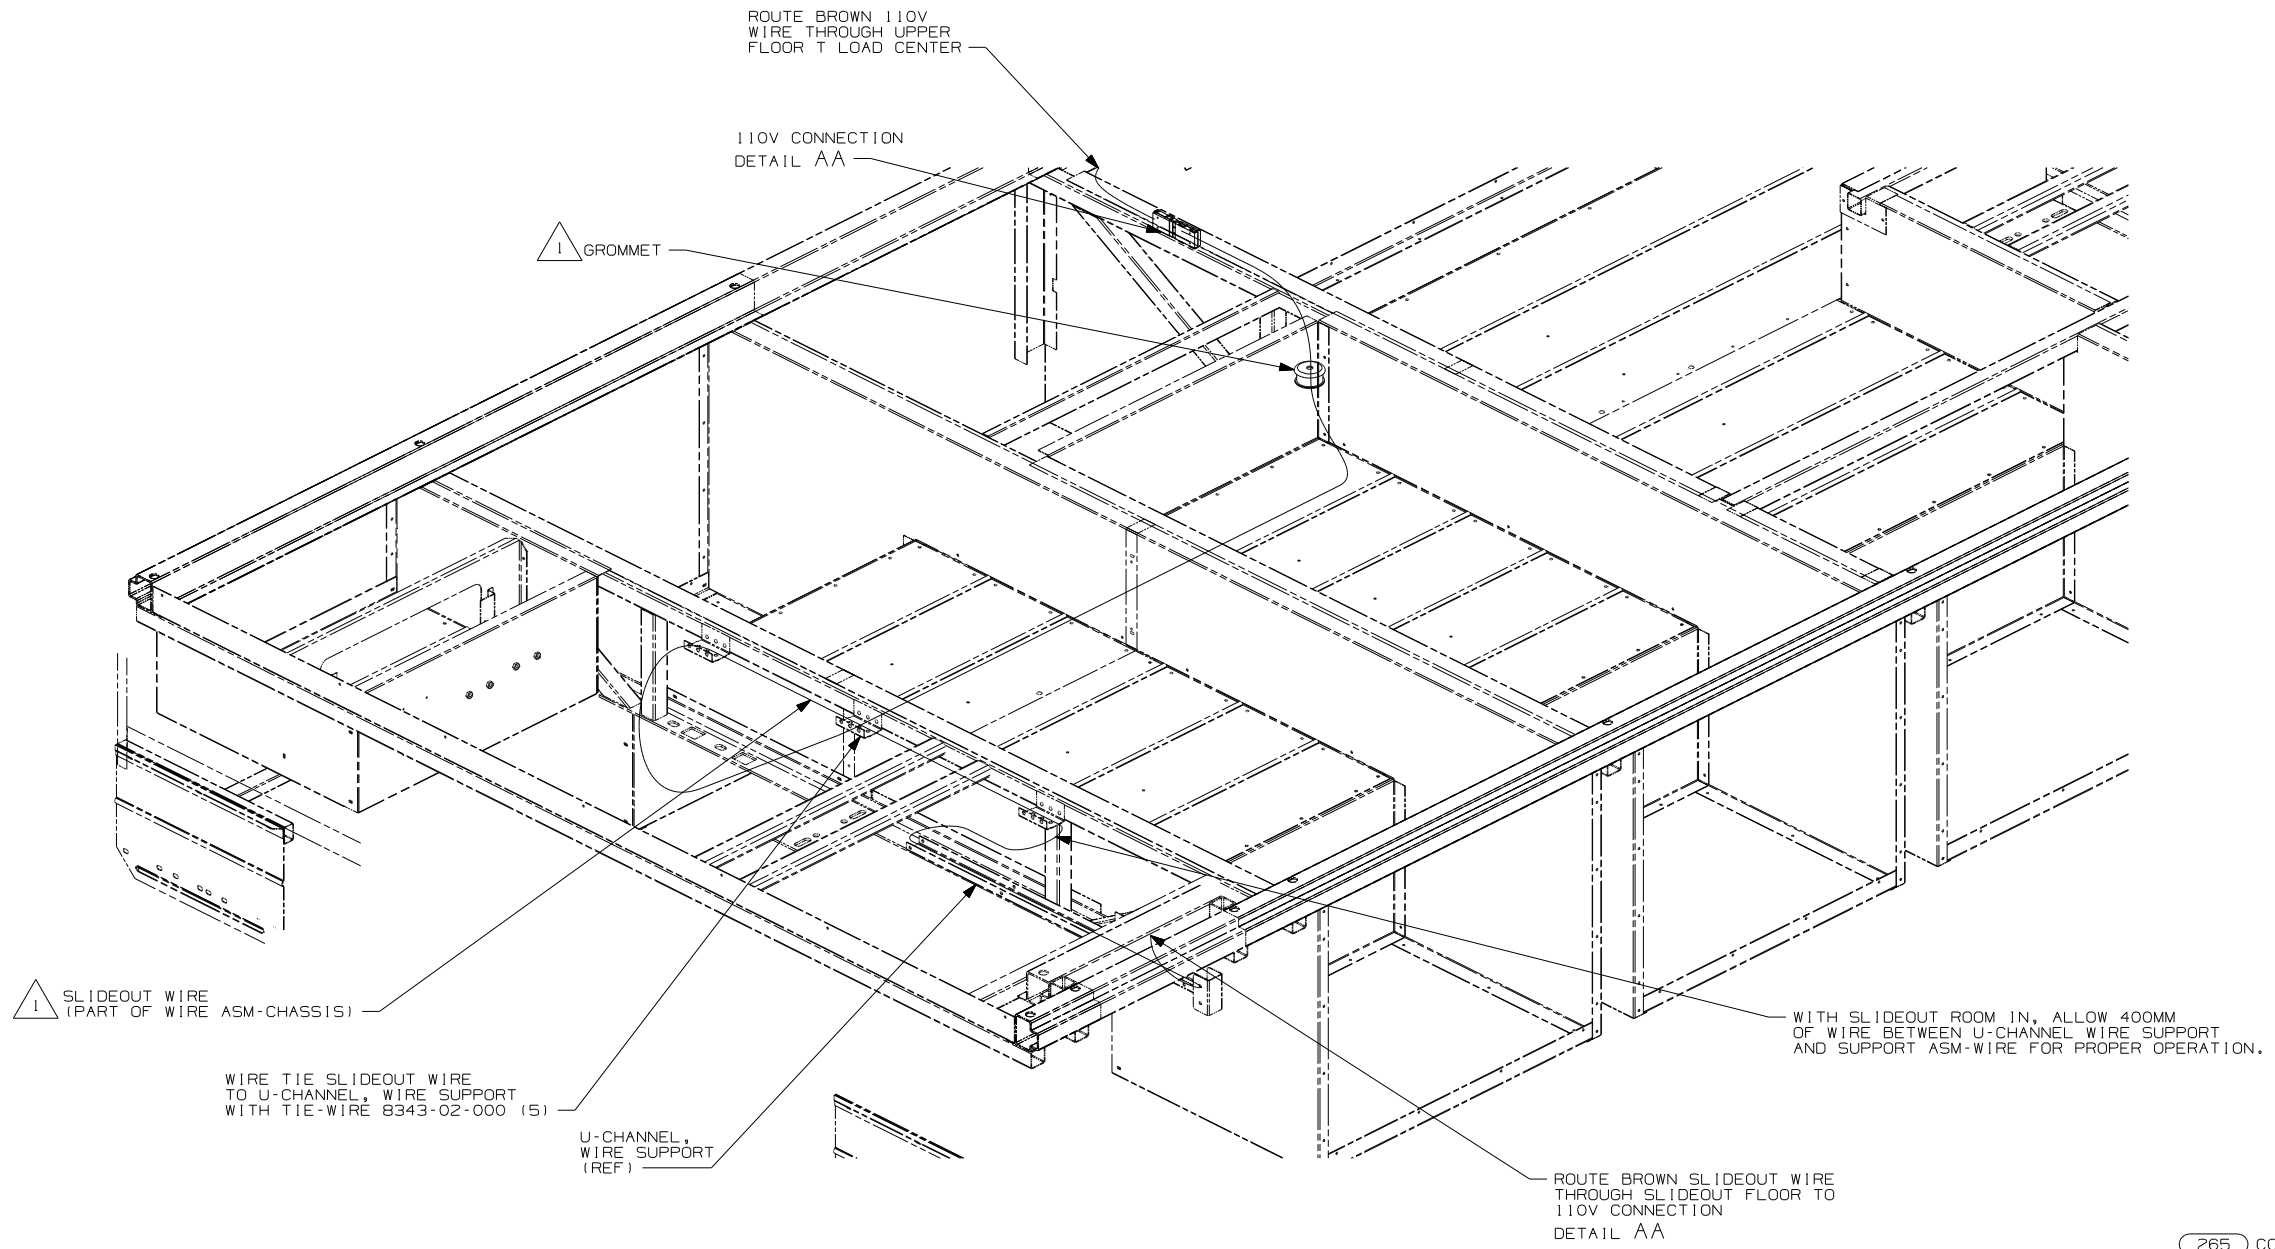 ROUTE BROWN 110V
WIRE THROUGH UPPER
FLOOR T LOAD CENTER
110V CONNECTION
DETAIL AA
1
GROMMET
1
SLIDEOUT WIRE
(PART OF WIRE ASM-CHASSIS)
WITH SLIDEOUT ROOM IN, ALLOW 400MM
OF WIRE BETWEEN U-CHANNEL WIRE SUPPORT
AND SUPPORT ASM-WIRE FOR PROPER OPERATION.
WIRE TIE SLIDEOUT WIRE
TO U-CHANNEL, WIRE SUPPORT
WITH TIE-WIRE 8343-02-000 (5)
U-CHANNEL,
WIRE SUPPORT
(REF)
ROUTE BROWN SLIDEOUT WIRE
THROUGH SLIDEOUT FLOOR TO
110V CONNECTION
DETAIL AA